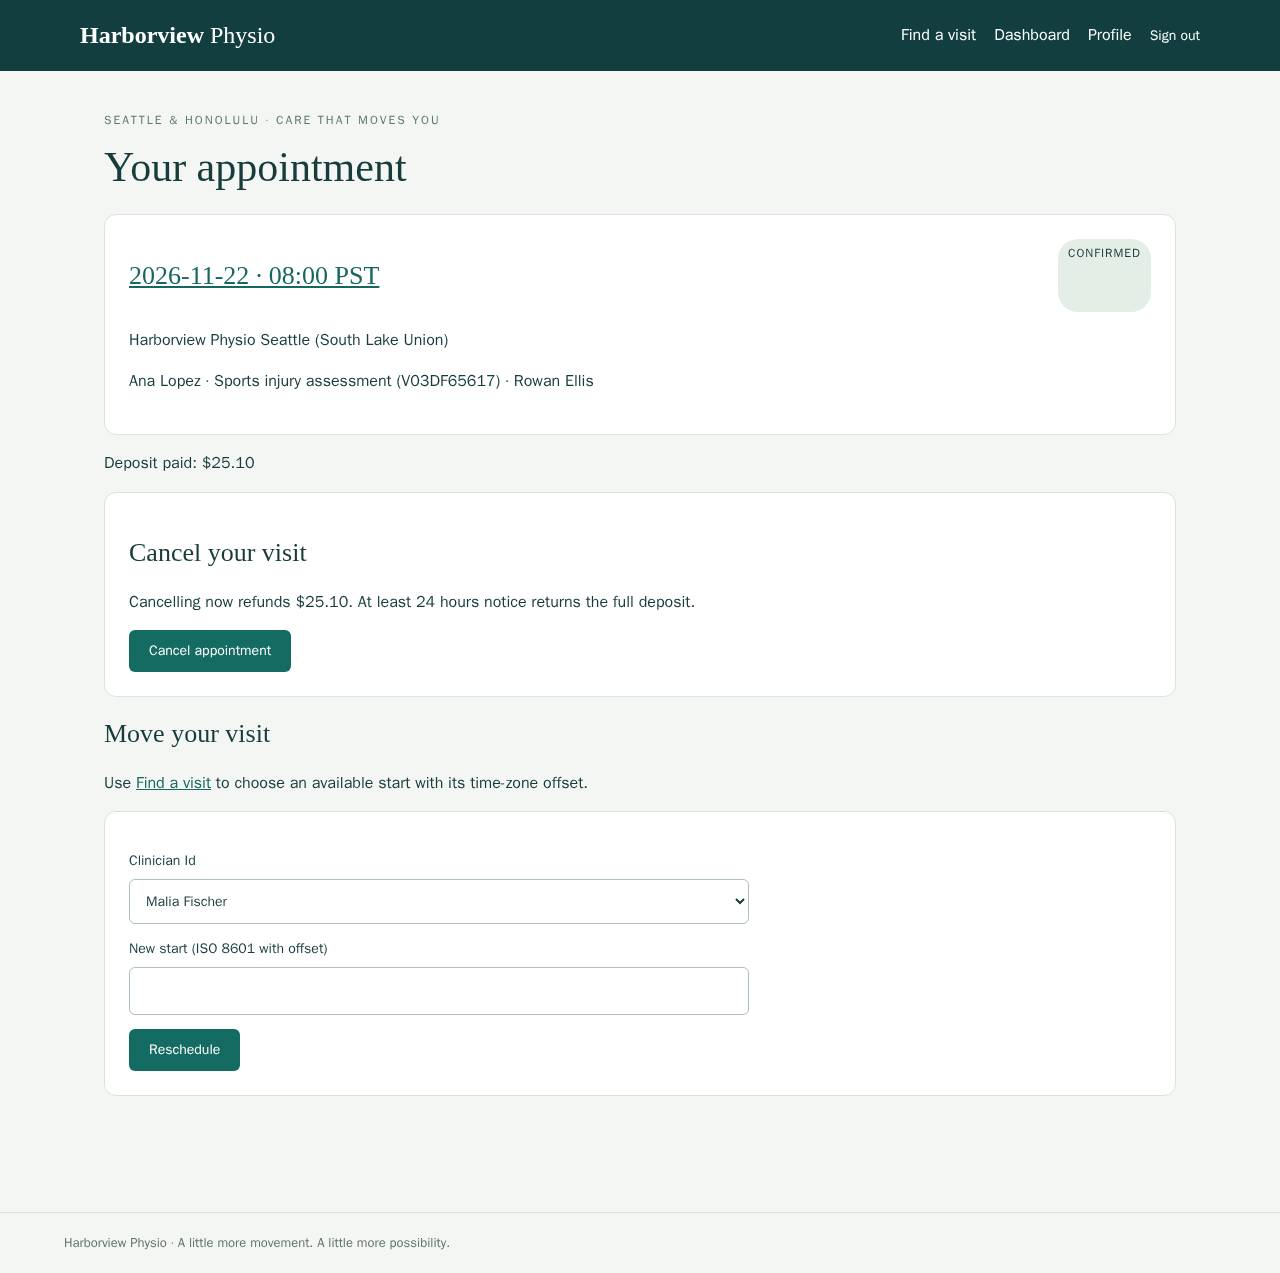 Harborview Physio
Find a visit Dashboard Profile Sign out
SEATTLE & HONOLULU · CARE THAT MOVES YOU
Your appointment
2026-11-22 · 08:00 PST
CONFIRMED
Harborview Physio Seattle (South Lake Union)
Ana Lopez · Sports injury assessment (V03DF65617) · Rowan Ellis
Deposit paid: $25.10
Cancel your visit
Cancelling now refunds $25.10. At least 24 hours notice returns the full deposit.
Cancel appointment
Move your visit
Use Find a visit to choose an available start with its time-zone offset.
Clinician Id
Malia Fischer
New start (ISO 8601 with offset)
Reschedule
Harborview Physio · A little more movement. A little more possibility.